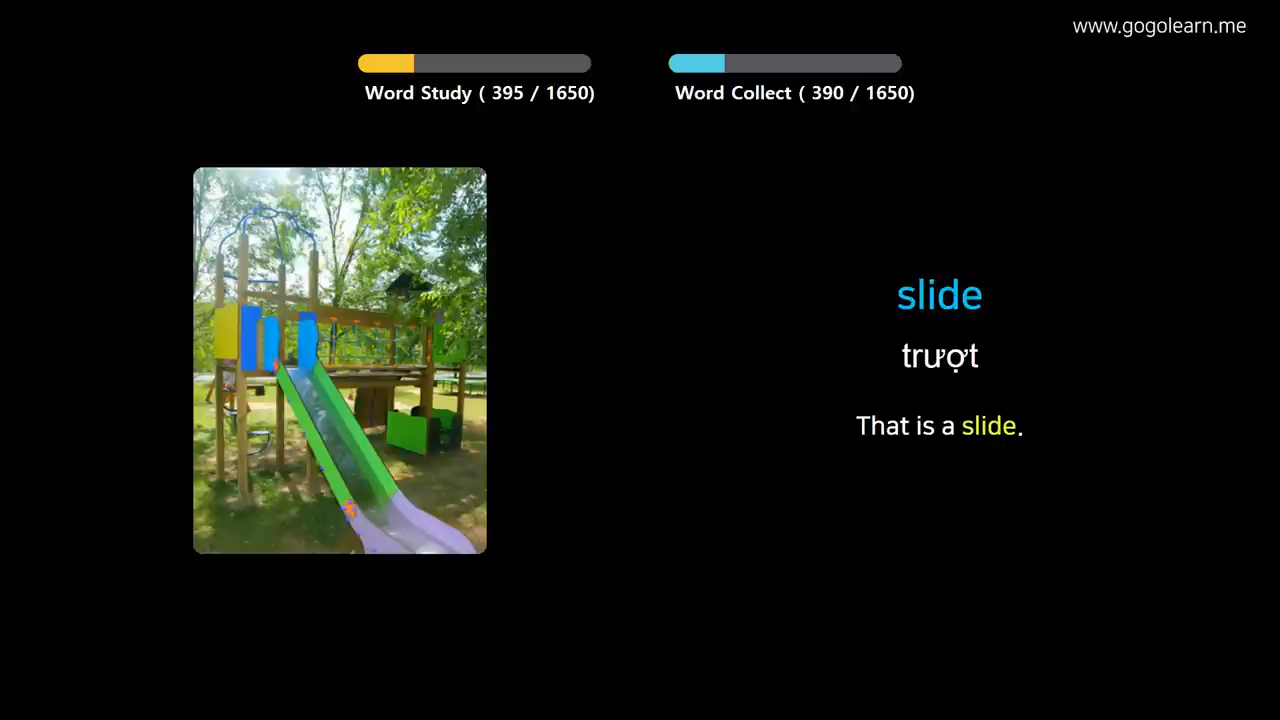 www.gogolearn.me
Word Study ( 395 / 1650)
Word Collect ( 390 / 1650)
slide
trượt
That is a slide.